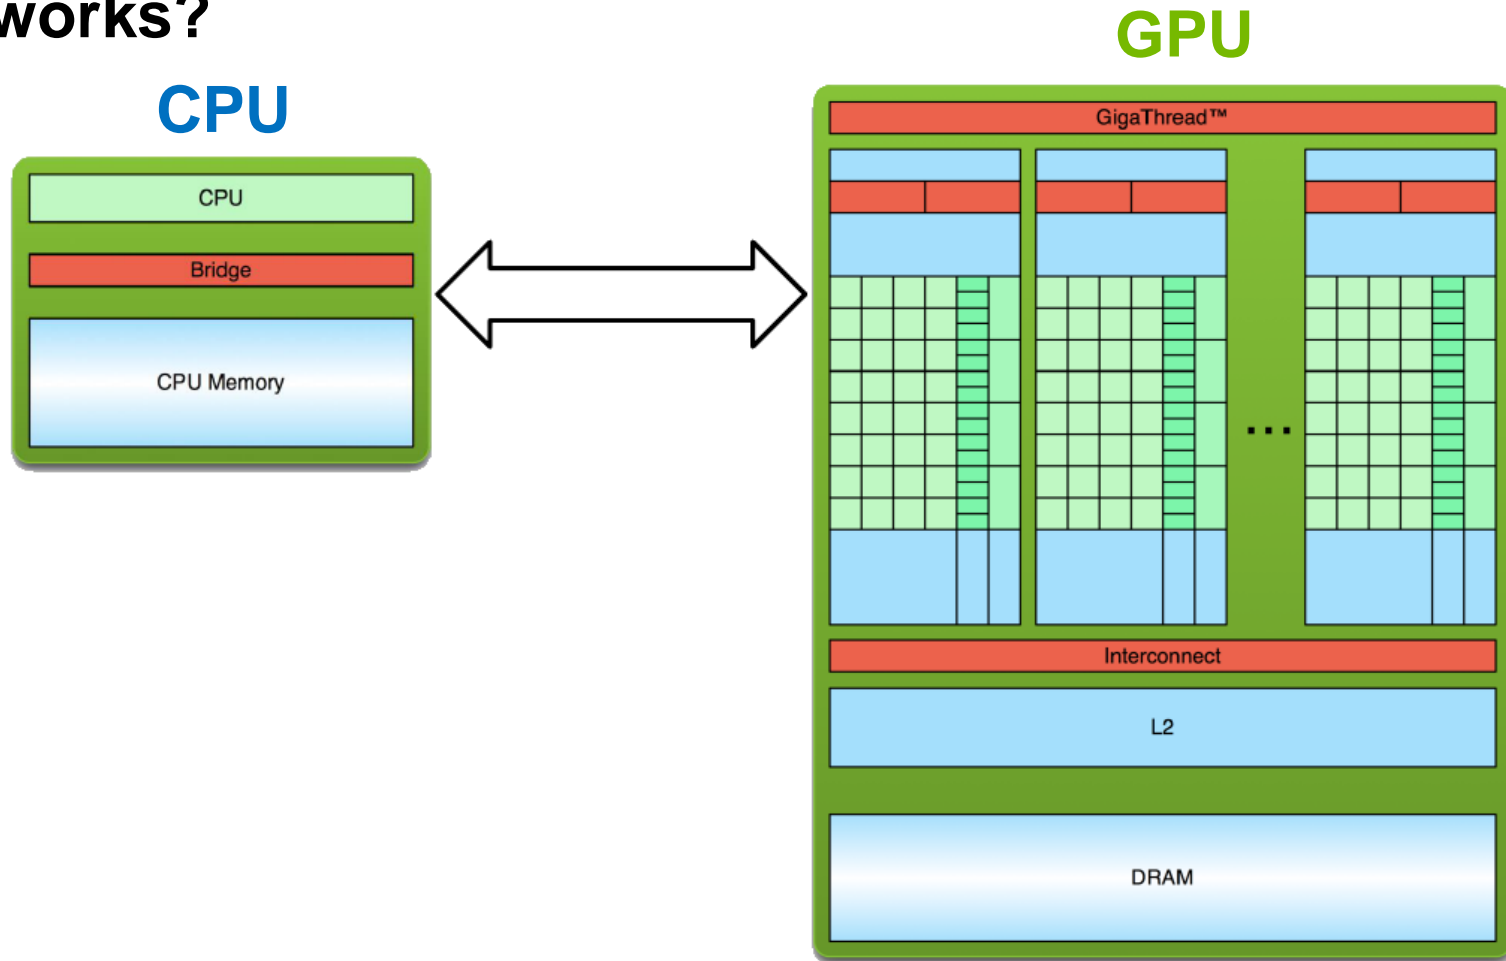 works?
CPU
CPU
Bridge
CPU Memory
GPU
GigaThread™
...
Interconnect
L2
DRAM